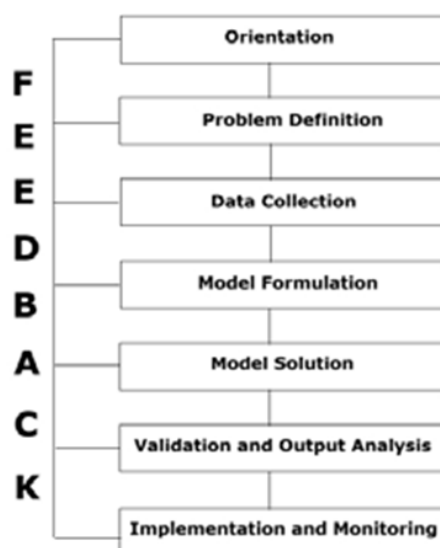 Orientation
Problem Definition
Data Collection
Model Formulation
Model Solution
Validation and Output Analysis
Implementation and Monitoring
F
E
E
D
B
A
C
K